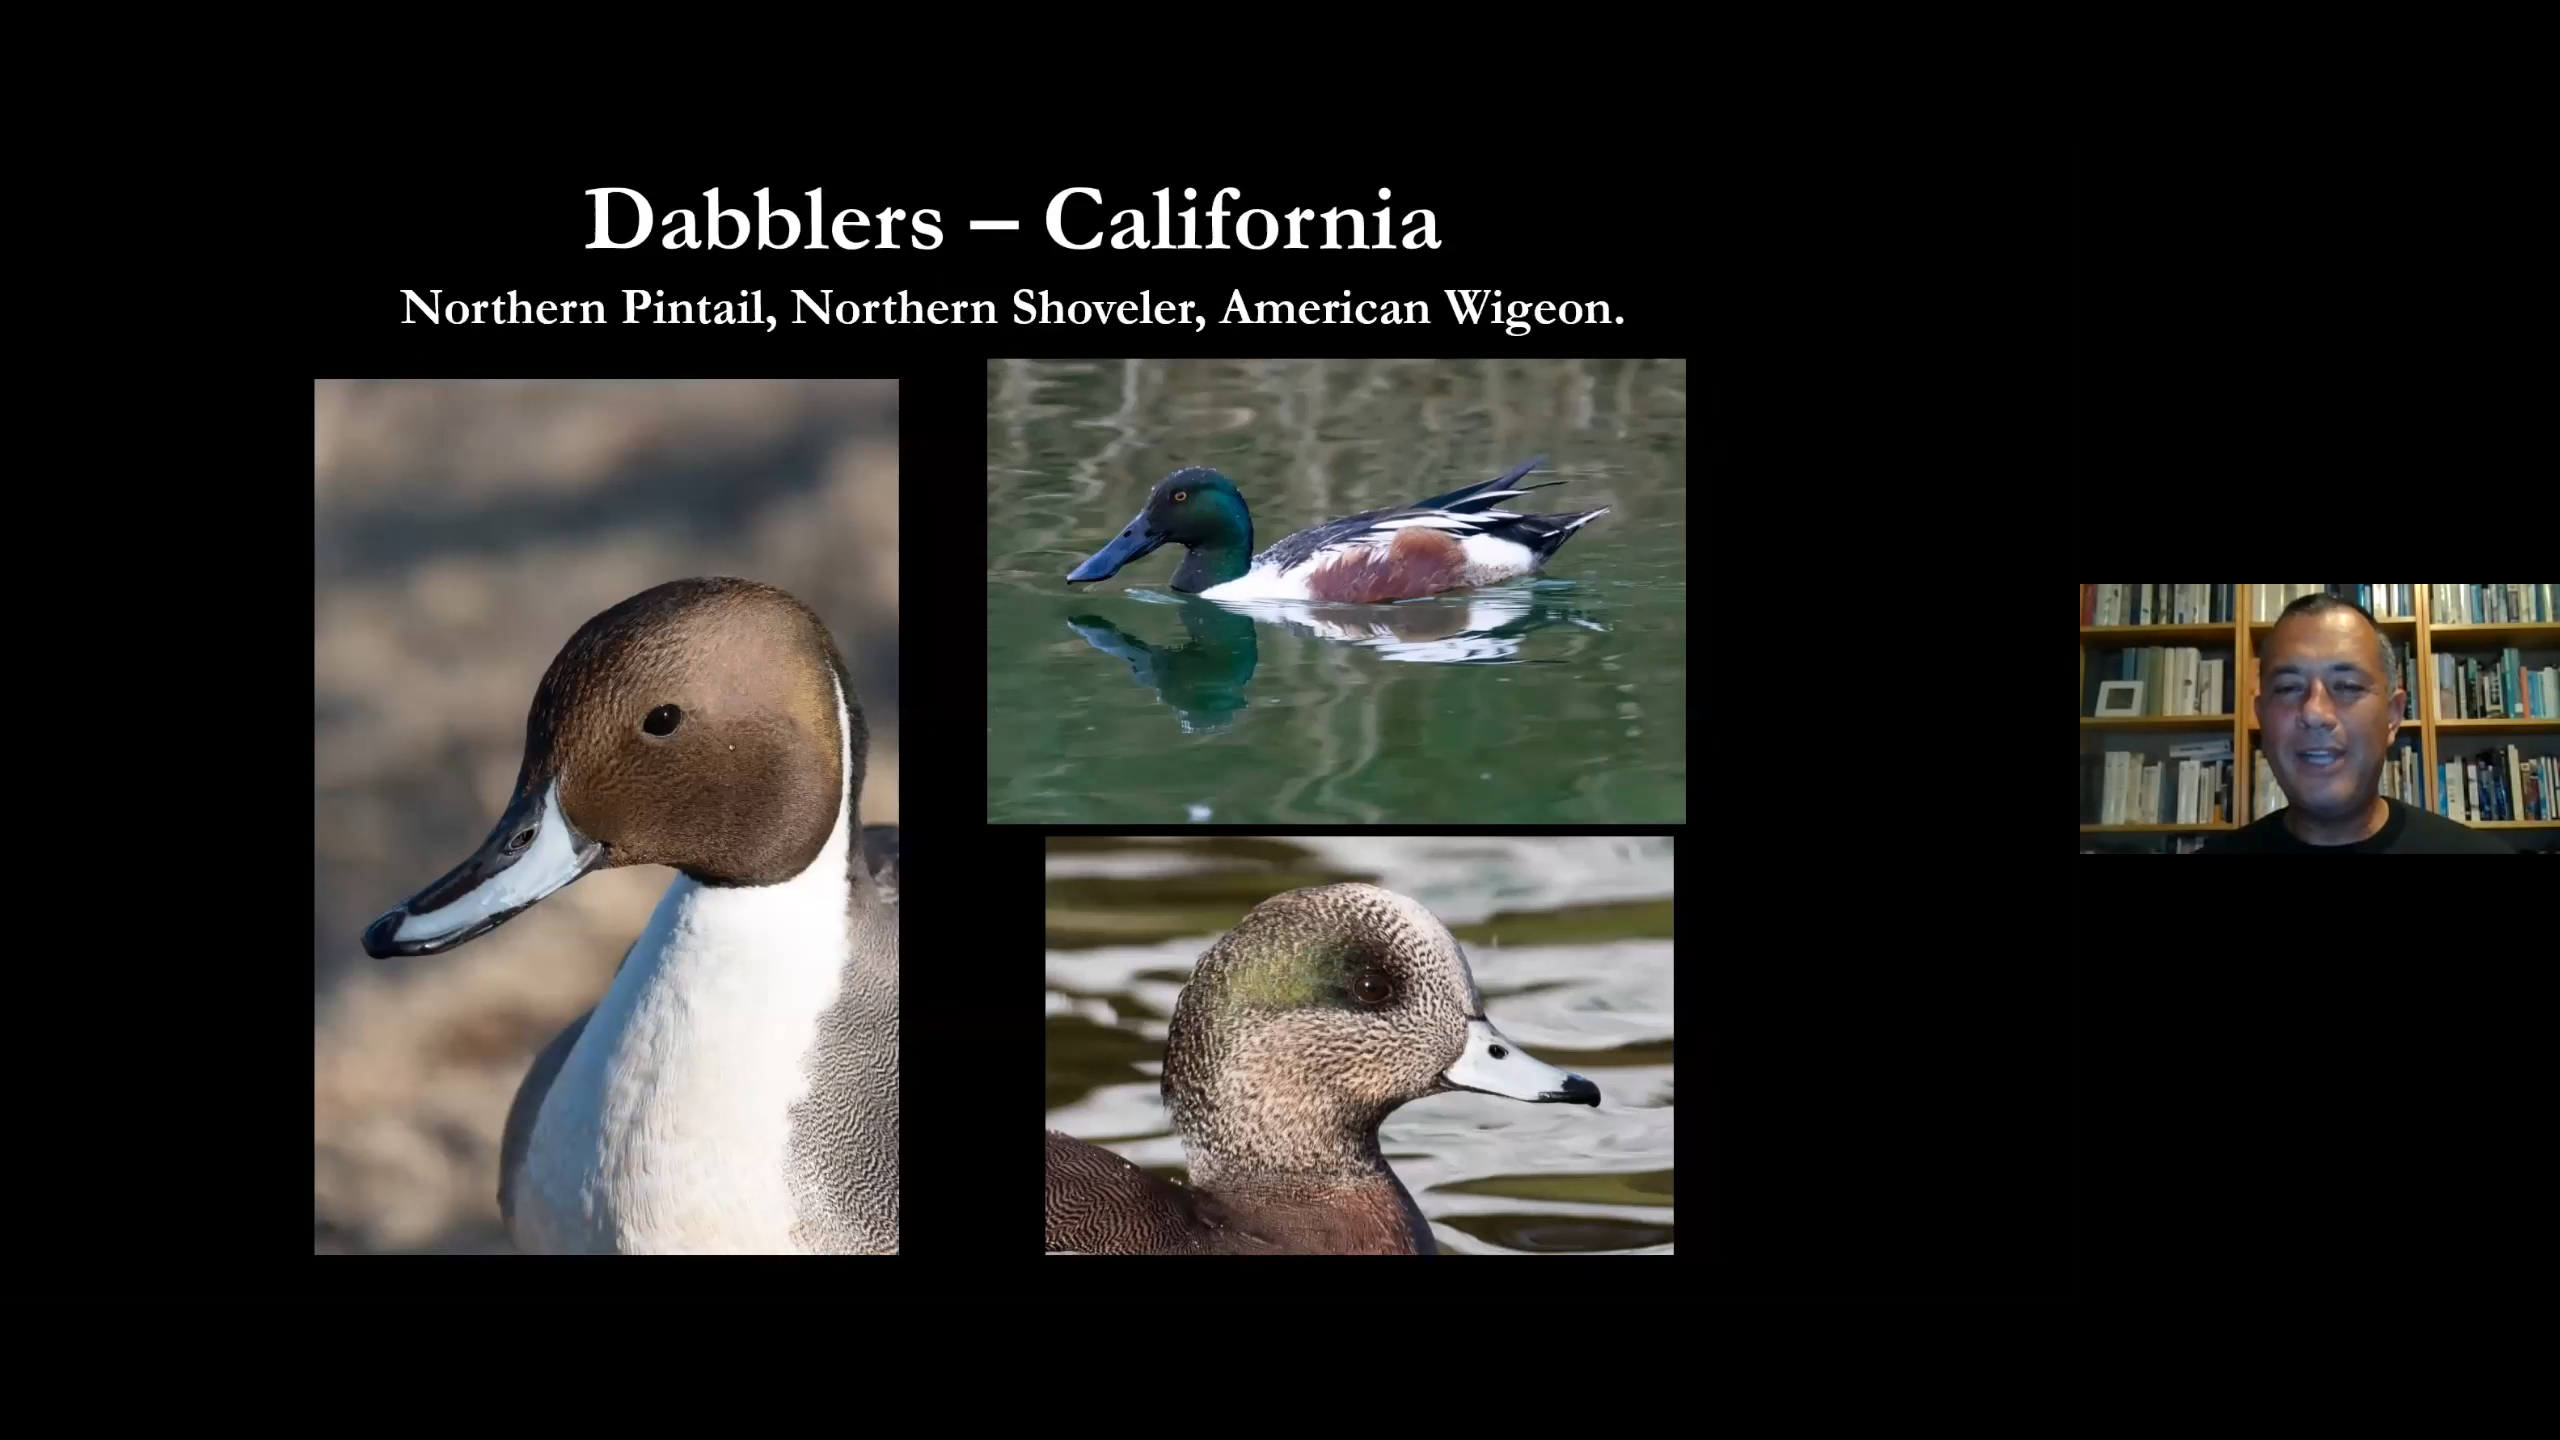 Dabblers – California
Northern Pintail, Northern Shoveler, American Wigeon.